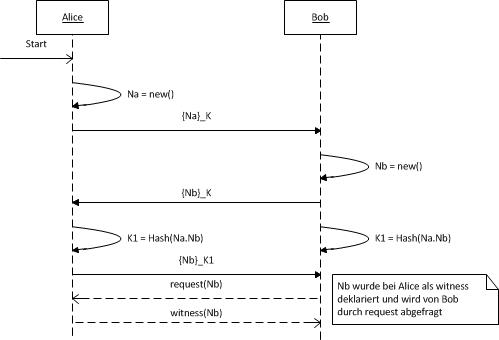 Alice
Bob
Start
Na = new()
{Na}_K
Nb = new()
{Nb}_K
K1 = Hash(Na.Nb)
K1 = Hash(Na.Nb)
{Nb}_K1
request(Nb)
witness(Nb)
Nb wurde bei Alice als witness
deklariert und wird von Bob
durch request abgefragt